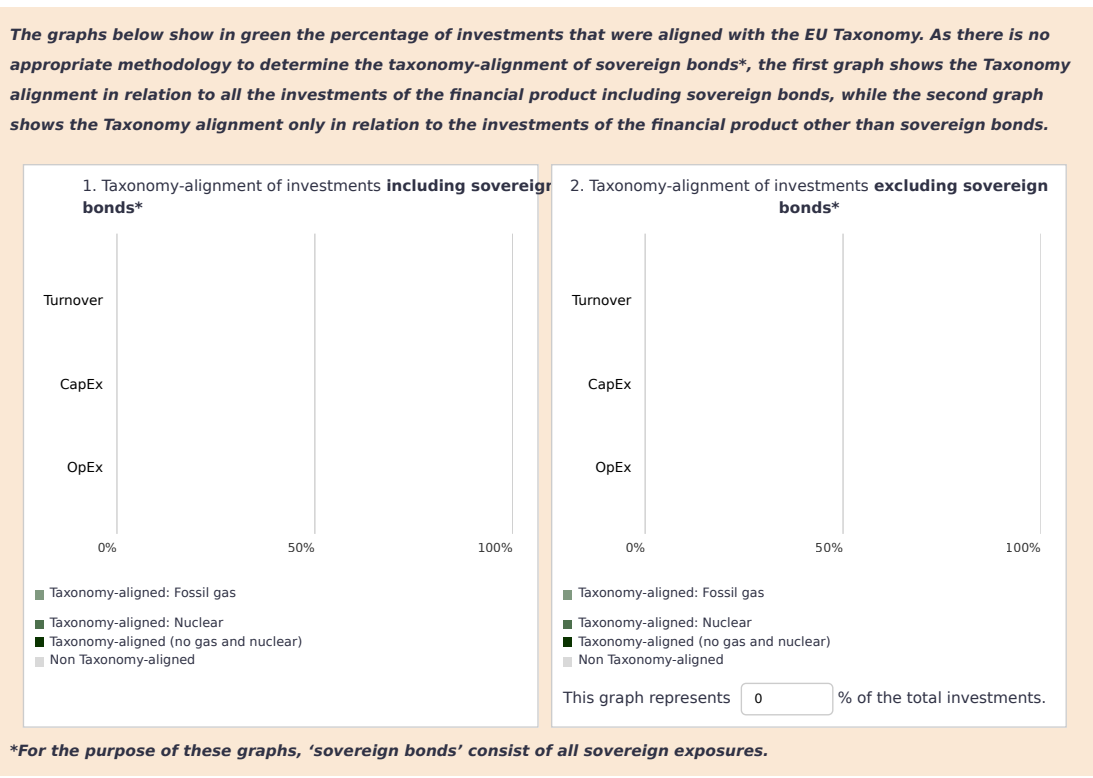 The graphs below show in green the percentage of investments that were aligned with the EU Taxonomy. As there is no
appropriate methodology to determine the taxonomy-alignment of sovereign bonds*, the first graph shows the Taxonomy
alignment in relation to all the investments of the financial product including sovereign bonds, while the second graph
shows the Taxonomy alignment only in relation to the investments of the financial product other than sovereign bonds.
1. Taxonomy-alignment of investments including sovereign
bonds*
Turnover
CapEx
OpEx
0% 50% 100%
Taxonomy-aligned: Fossil gas
Taxonomy-aligned: Nuclear
Taxonomy-aligned (no gas and nuclear)
Non Taxonomy-aligned
2. Taxonomy-alignment of investments excluding sovereign
bonds*
Turnover
CapEx
OpEx
0% 50% 100%
Taxonomy-aligned: Fossil gas
Taxonomy-aligned: Nuclear
Taxonomy-aligned (no gas and nuclear)
Non Taxonomy-aligned
This graph represents 0 % of the total investments.
*For the purpose of these graphs, ‘sovereign bonds’ consist of all sovereign exposures.